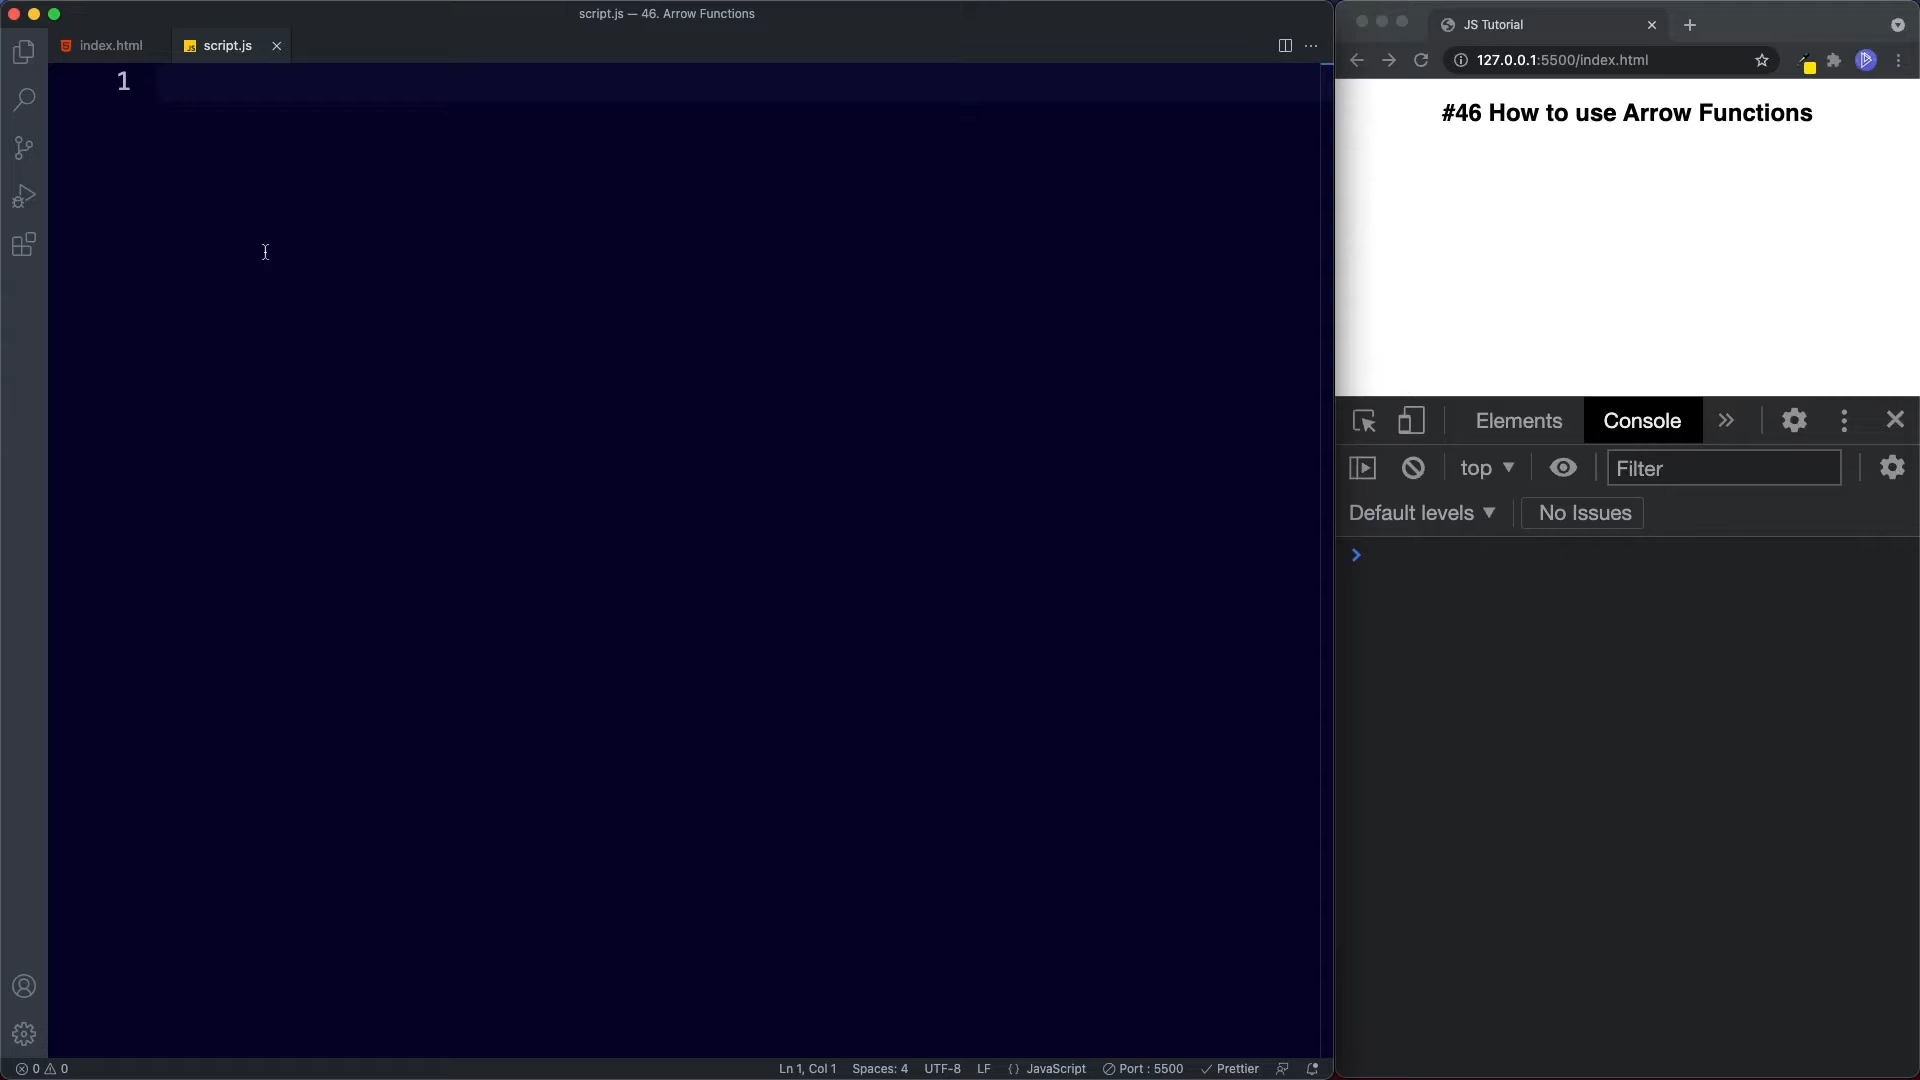 script.js — 46. Arrow Functions
index.html
JS script.js
1
0 0
Ln 1, Col 1 Spaces: 4 UTF-8 LF {} JavaScript Port : 5500 Prettier
JS Tutorial
127.0.0.1:5500/index.html
#46 How to use Arrow Functions
Elements Console
top Filter
Default levels No Issues